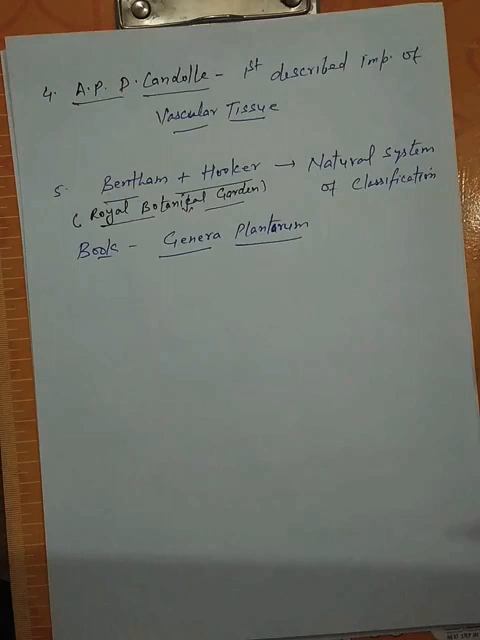 4. A.P. D. Candolle - 1st described imp. of
Vascular Tissue
5. Bentham + Hooker → Natural system
of Classification
(Royal Botanical Garden)
Book - Genera Plantarum